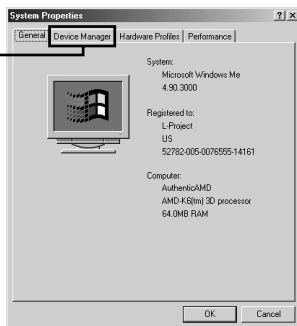 System Properties
General Device Manager Hardware Profiles Performance
System:
Microsoft Windows Me
4.90.3000
Registered to:
L-Project
US
52782-005-0076555-14161
Computer:
AuthenticAMD
AMD-K6(tm) 3D processor
64.0MB RAM
OK Cancel